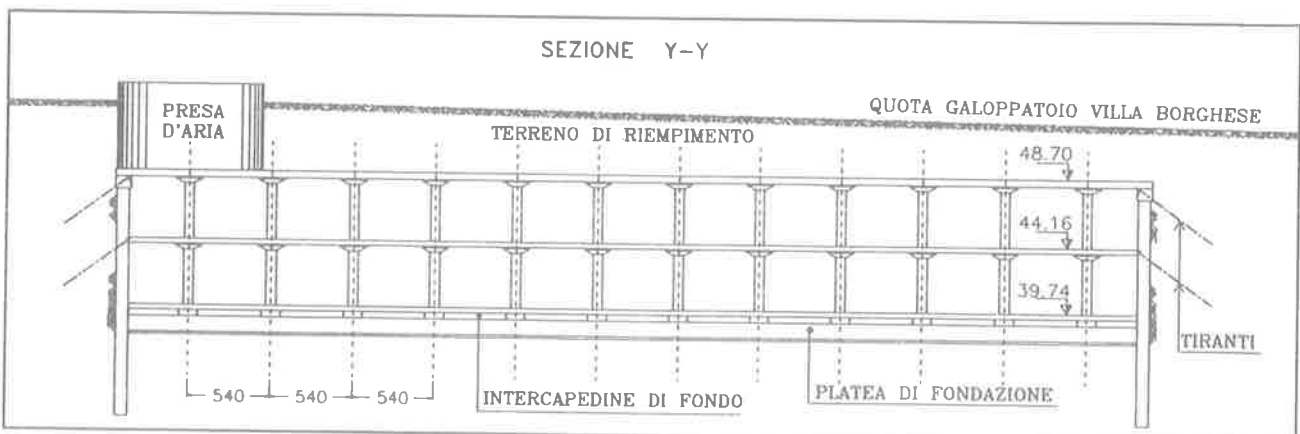 SEZIONE Y-Y
PRESA
D'ARIA
QUOTA GALOPPATOIO VILLA BORGHESE
TERRENO DI RIEMPIMENTO
48.70
44,16
39,74
TIRANTI
540 540 540
INTERCAPEDINE DI FONDO
PLATEA DI FONDAZIONE